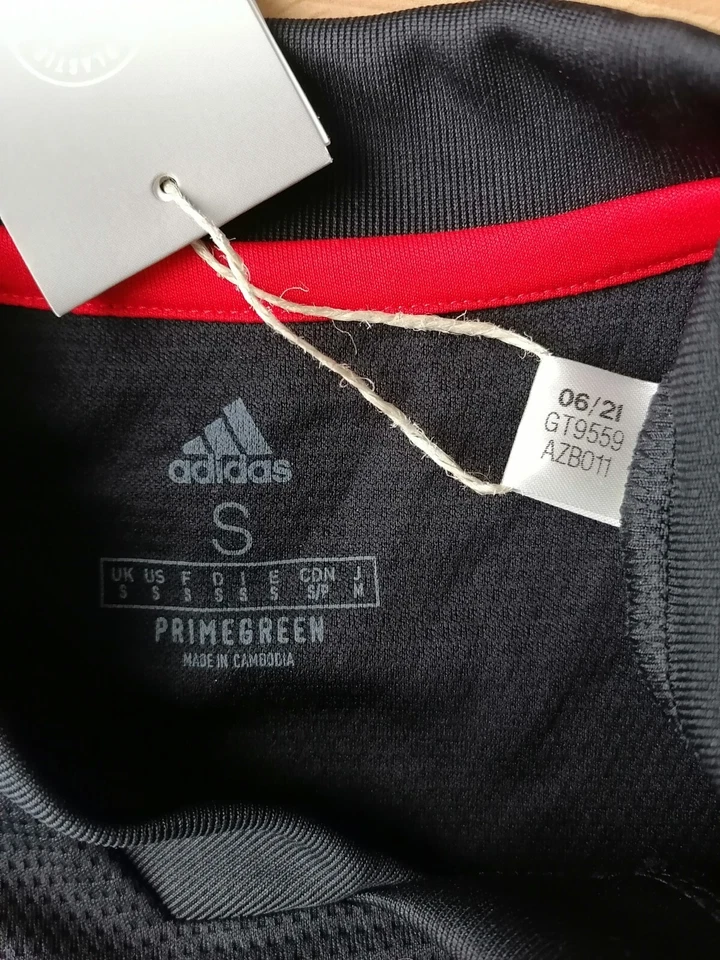 06/21
GT9559
AZB011
adidas
S
UK US F D I E CDN J
S S S S S S S/P M
PRIMEGREEN
MADE IN CAMBODIA